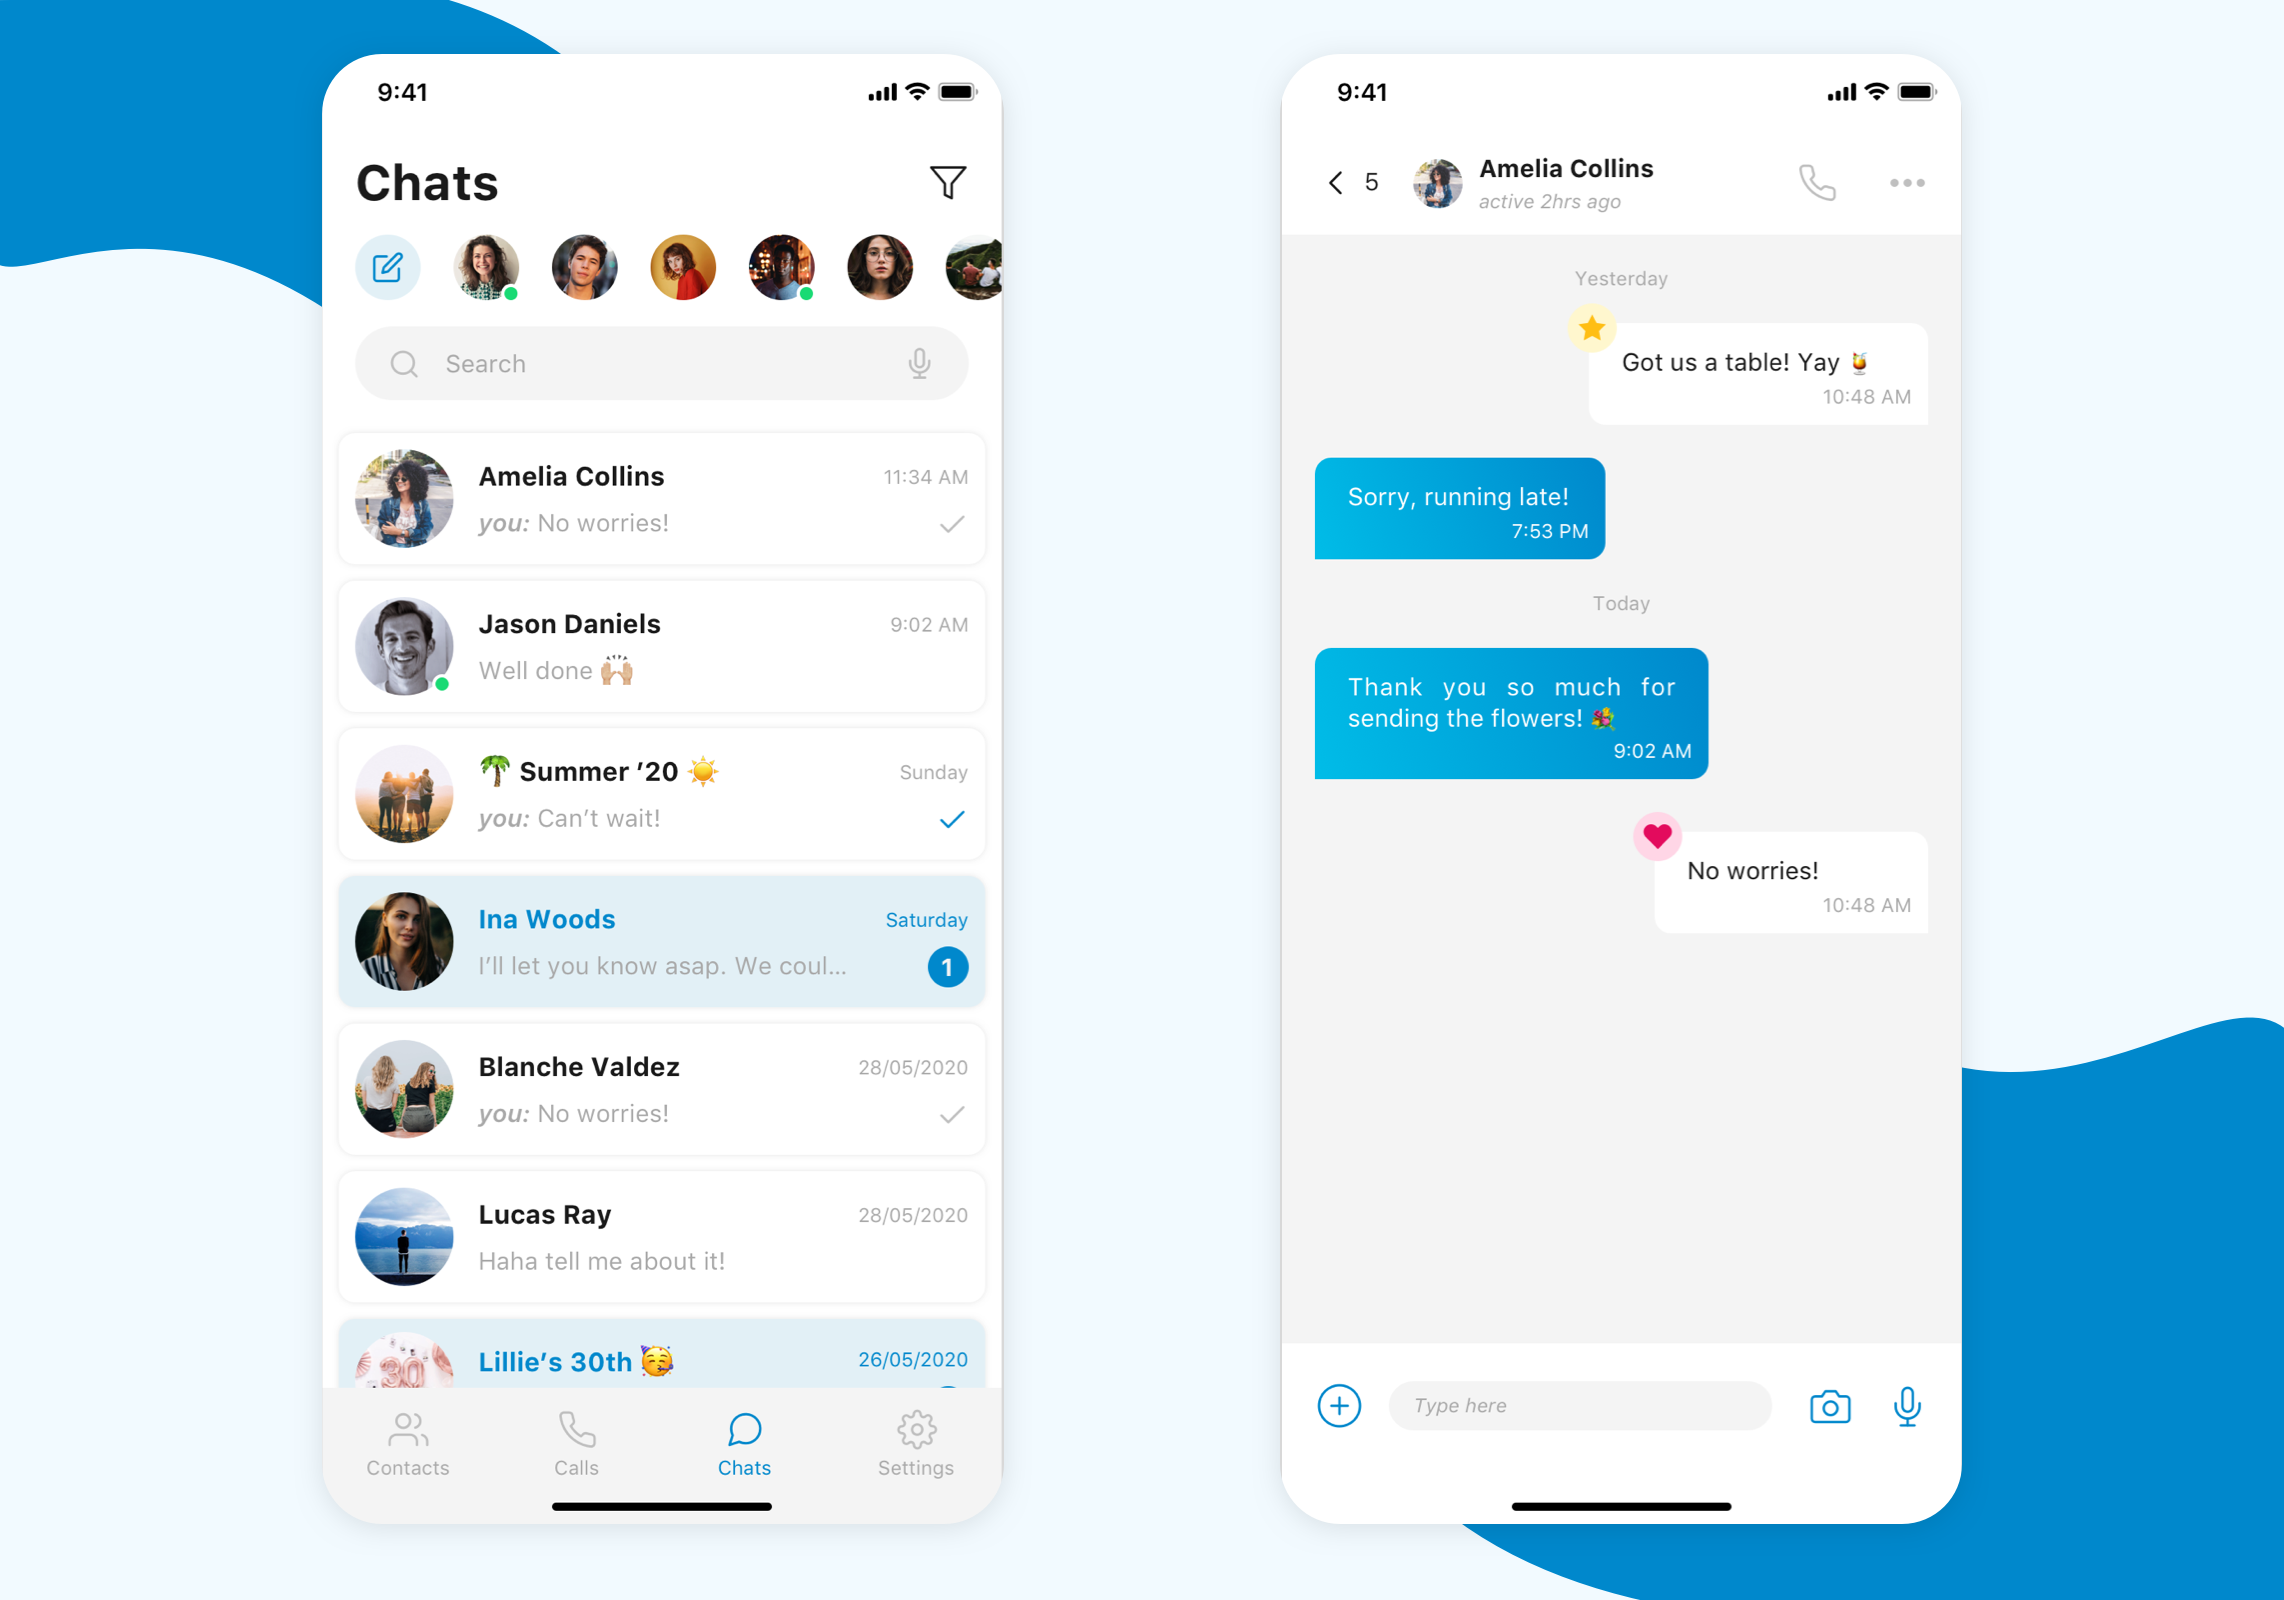 9:41
Chats
Search
Amelia Collins
11:34 AM
you: No worries!
Jason Daniels
9:02 AM
Well done 🙌🏼
🌴 Summer ’20 ☀️
Sunday
you: Can’t wait!
Ina Woods
Saturday
I’ll let you know asap. We coul...
1
Blanche Valdez
28/05/2020
you: No worries!
Lucas Ray
28/05/2020
Haha tell me about it!
30
Lillie’s 30th 🥳
26/05/2020
Contacts
Calls
Chats
Settings
9:41
5
Amelia Collins
active 2hrs ago
Yesterday
Got us a table! Yay 🍹
10:48 AM
Sorry, running late!
7:53 PM
Today
Thank you so much for
sending the flowers! 💐
9:02 AM
No worries!
10:48 AM
Type here